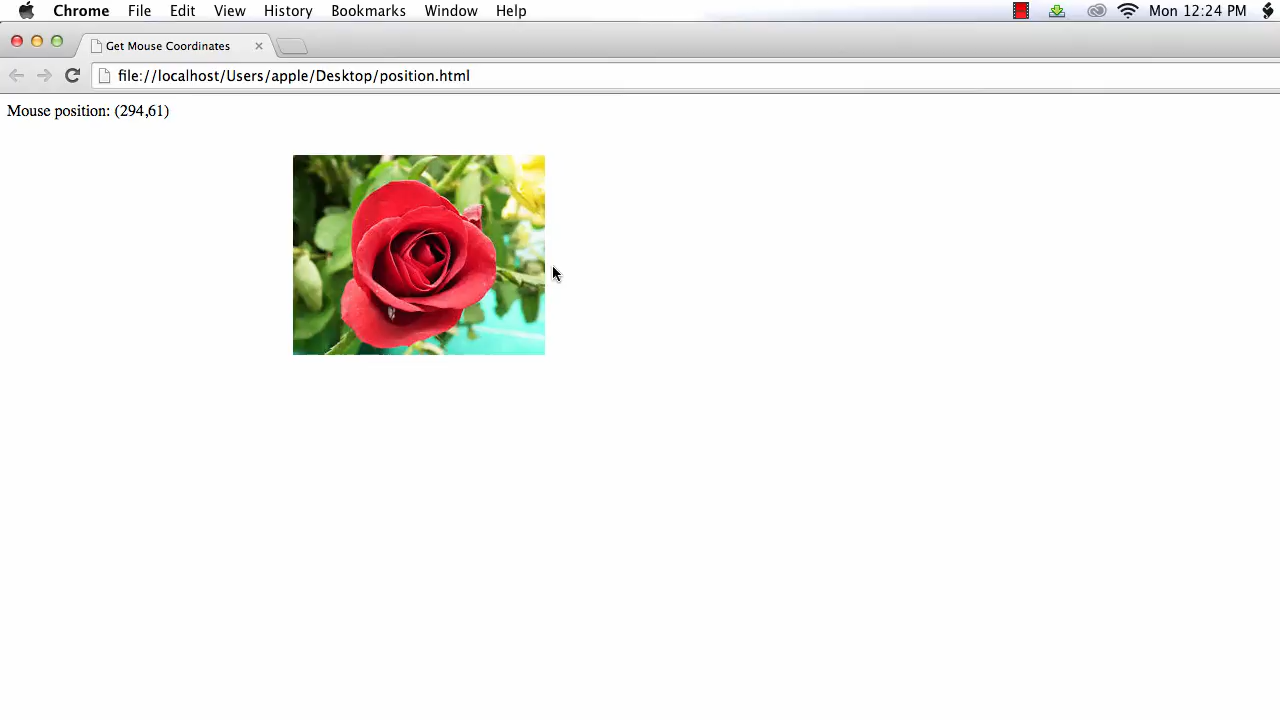 Chrome File Edit View History Bookmarks Window Help Mon 12:24 PM
Get Mouse Coordinates
file://localhost/Users/apple/Desktop/position.html
Mouse position: (294,61)